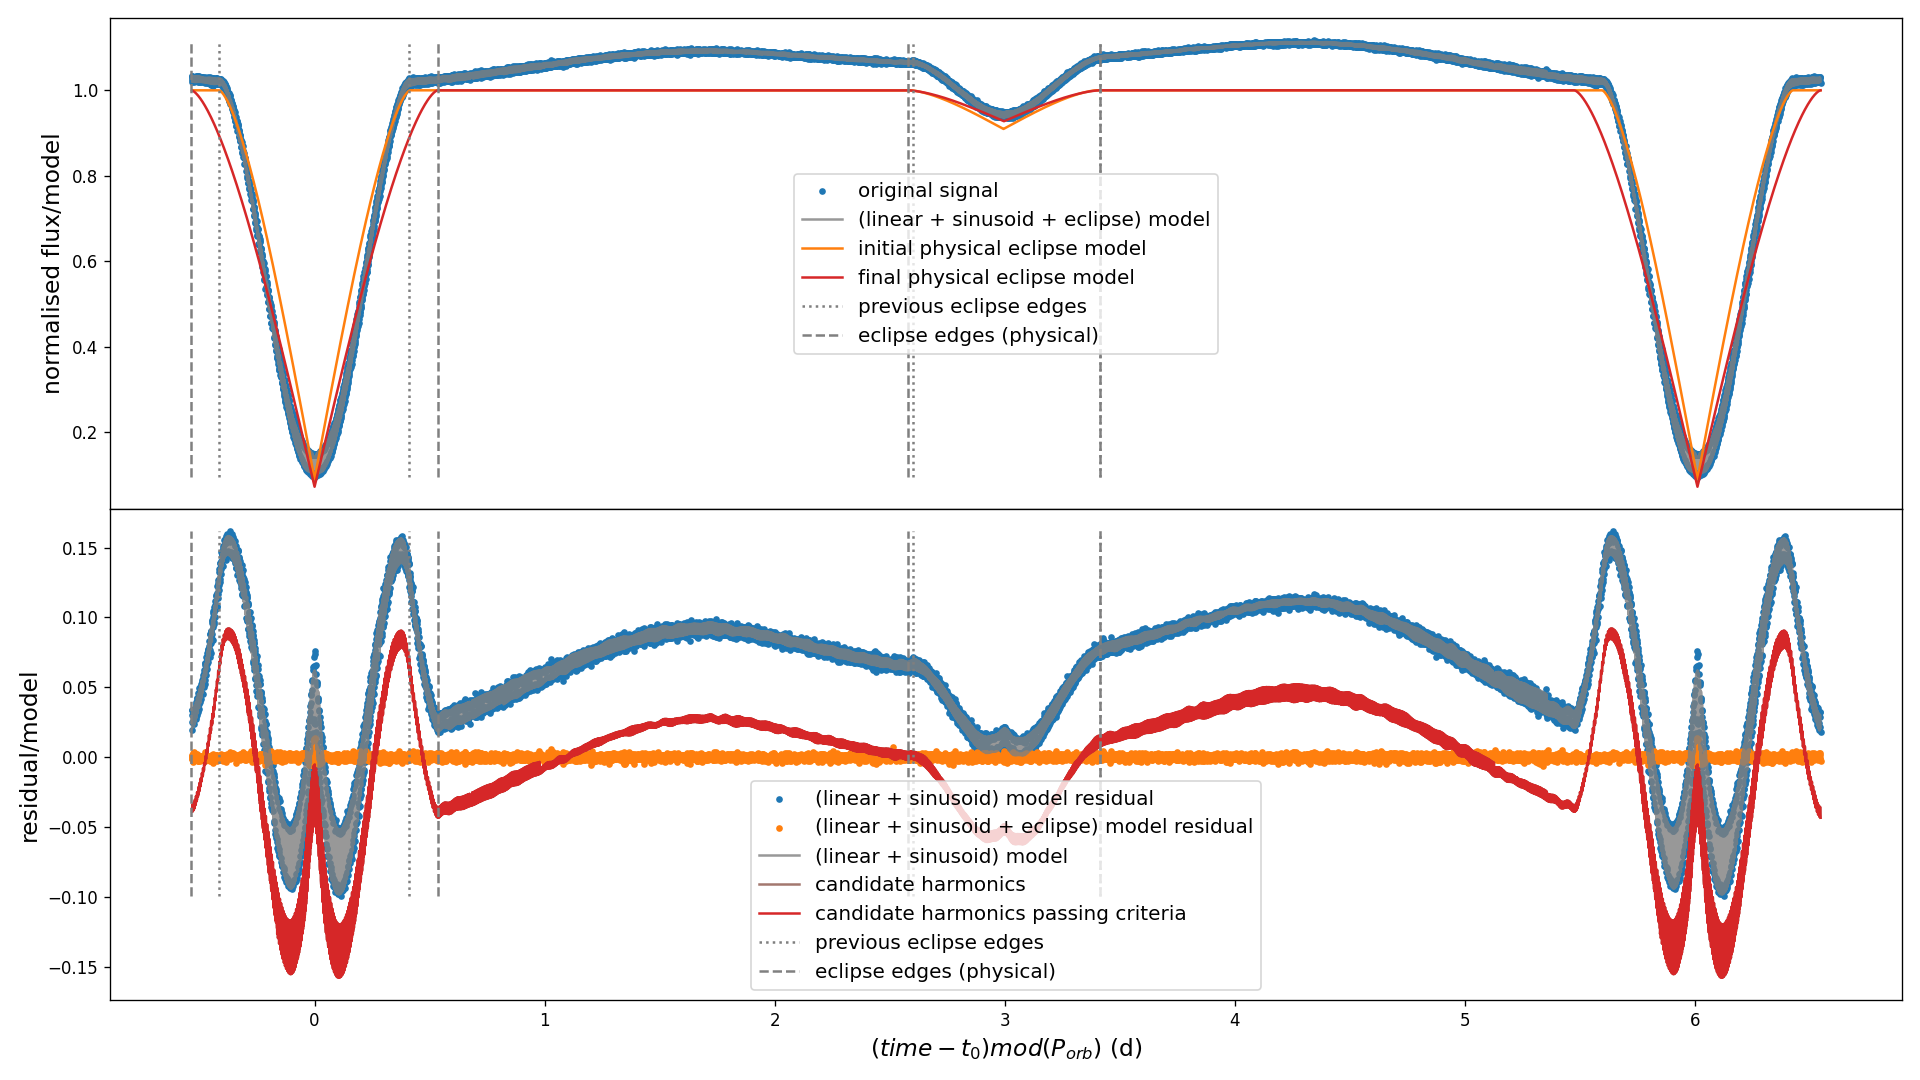 normalised flux/model
1.0
0.8
0.6
0.4
0.2
original signal
(linear + sinusoid + eclipse) model
initial physical eclipse model
final physical eclipse model
previous eclipse edges
eclipse edges (physical)
residual/model
0.15
0.10
0.05
0.00
−0.05
−0.10
−0.15
(linear + sinusoid) model residual
(linear + sinusoid + eclipse) model residual
(linear + sinusoid) model
candidate harmonics
candidate harmonics passing criteria
previous eclipse edges
eclipse edges (physical)
0 1 2 3 4 5 6
(time − t₀)mod(P_orb) (d)